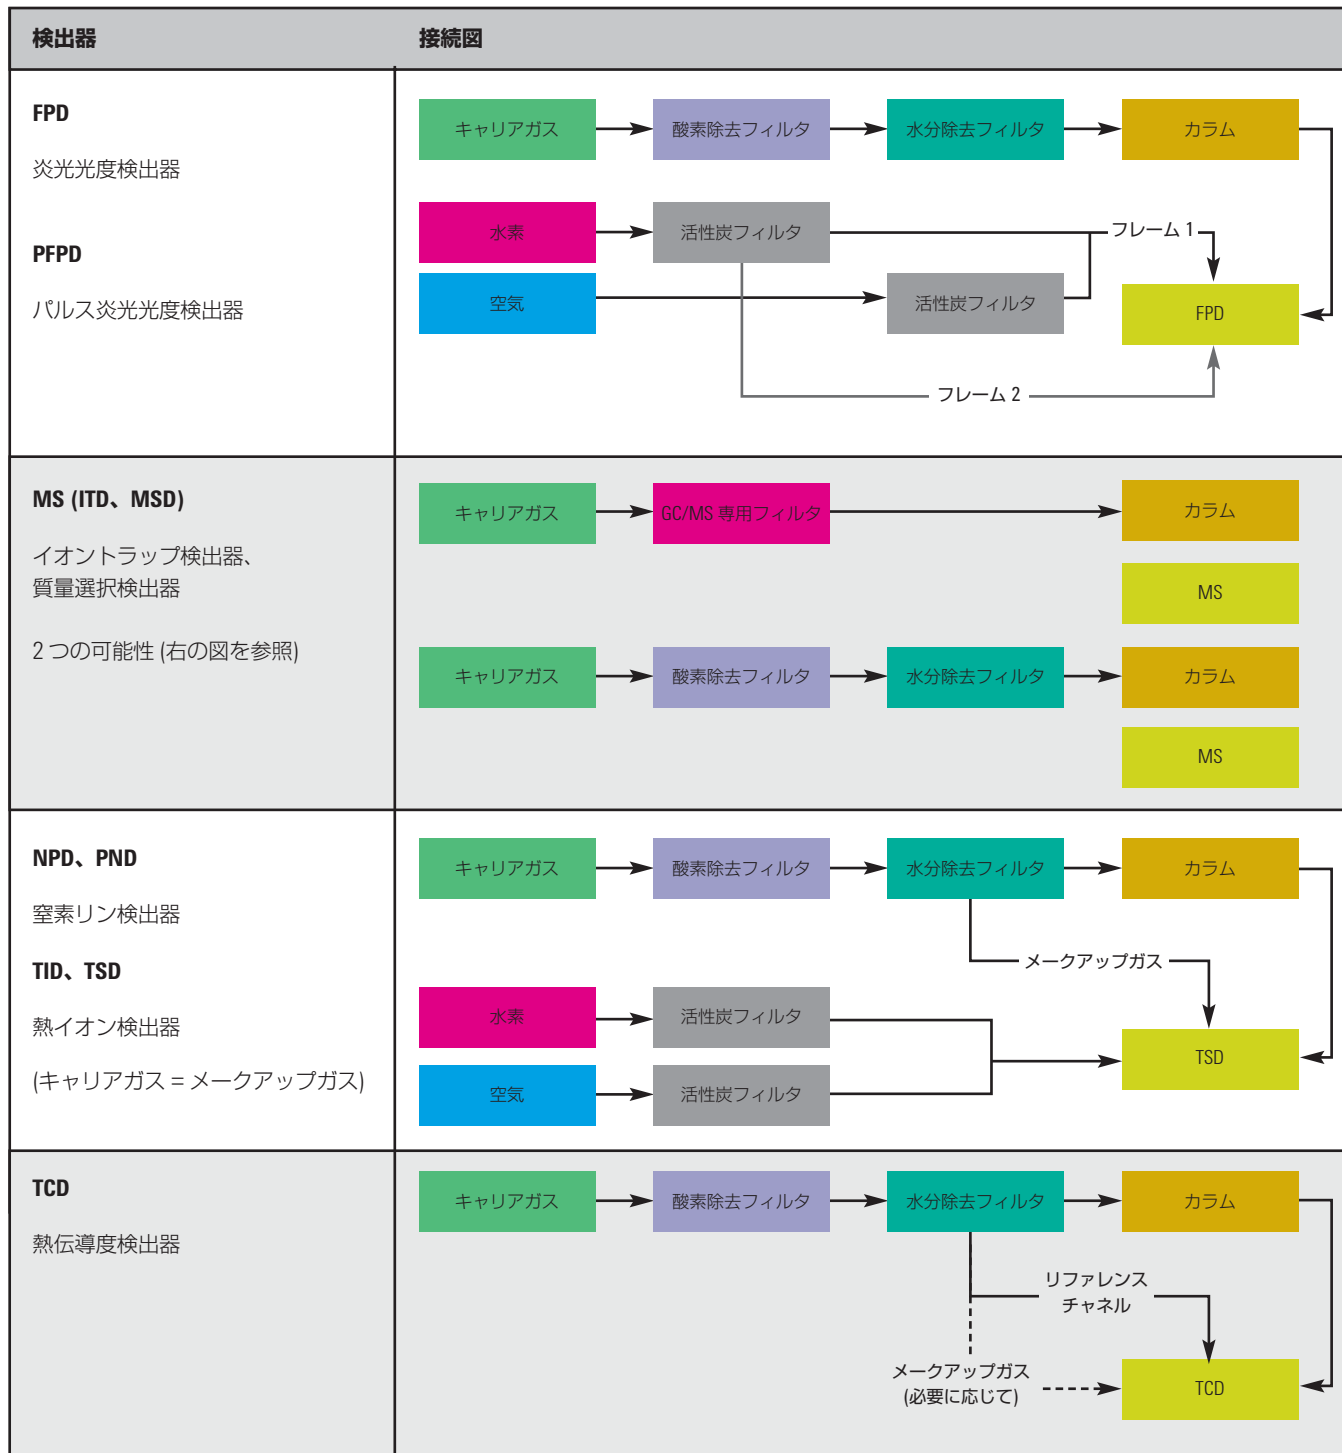 検出器
接続図
FPD
炎光光度検出器
PFPD
パルス炎光光度検出器
キャリアガス
酸素除去フィルタ
水分除去フィルタ
カラム
水素
活性炭フィルタ
フレーム 1
空気
活性炭フィルタ
FPD
フレーム 2
MS (ITD、MSD)
イオントラップ検出器、
質量選択検出器
2 つの可能性 (右の図を参照)
キャリアガス
GC/MS 専用フィルタ
カラム
MS
キャリアガス
酸素除去フィルタ
水分除去フィルタ
カラム
MS
NPD、PND
窒素リン検出器
TID、TSD
熱イオン検出器
(キャリアガス = メークアップガス)
キャリアガス
酸素除去フィルタ
水分除去フィルタ
カラム
メークアップガス
水素
活性炭フィルタ
TSD
空気
活性炭フィルタ
TCD
熱伝導度検出器
キャリアガス
酸素除去フィルタ
水分除去フィルタ
カラム
リファレンス
チャネル
メークアップガス
(必要に応じて)
TCD